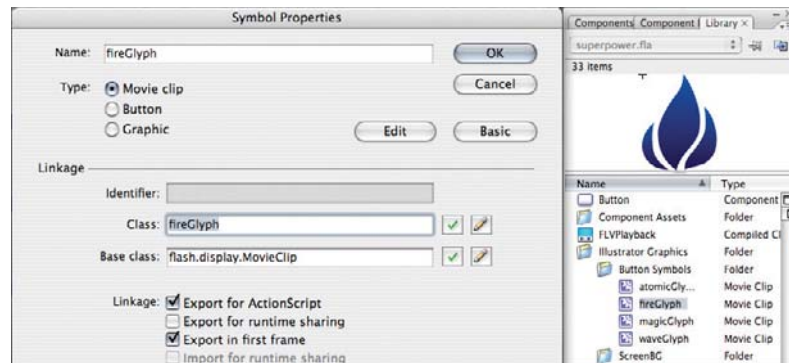 Symbol Properties
Name: fireGlyph
OK
Type: Movie clip
Cancel
Button
Graphic
Edit
Basic
Linkage
Identifier:
Class: fireGlyph
Base class: flash.display.MovieClip
Linkage: Export for ActionScript
Export for runtime sharing
Export in first frame
Import for runtime sharing
Components Component Library ×
superpower.fla
33 items
Name Type
Button Component
Component Assets Folder
FLVPlayback Compiled Cl
Illustrator Graphics Folder
Button Symbols Folder
atomicGly... Movie Clip
fireGlyph Movie Clip
magicGlyph Movie Clip
waveGlyph Movie Clip
ScreenBG Folder